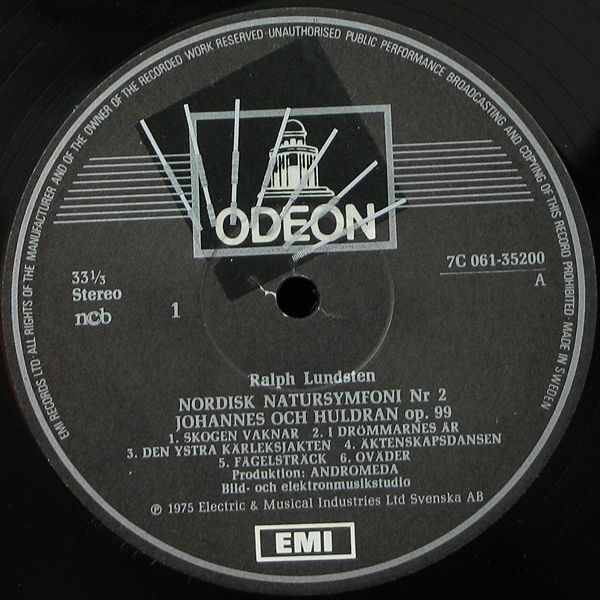 EMI RECORDS LTD · ALL RIGHTS OF THE MANUFACTURER AND OF THE OWNER OF THE RECORDED WORK RESERVED · UNAUTHORISED PUBLIC PERFORMANCE BROADCASTING AND COPYING OF THIS RECORD PROHIBITED · MADE IN SWEDEN
ODEON
33⅓
Stereo
ncb
1
7C 061-35200
A
Ralph Lundsten
NORDISK NATURSYMFONI Nr 2
JOHANNES OCH HULDRAN op. 99
1. SKOGEN VAKNAR 2. I DRÖMMARNES ÅR
3. DEN YSTRA KÄRLEKSJAKTEN 4. ÄKTENSKAPSDANSEN
5. FÅGELSTRÄCK 6. OVÄDER
Produktion: ANDROMEDA
Bild- och elektronmusikstudio
℗ 1975 Electric & Musical Industries Ltd Svenska AB
EMI